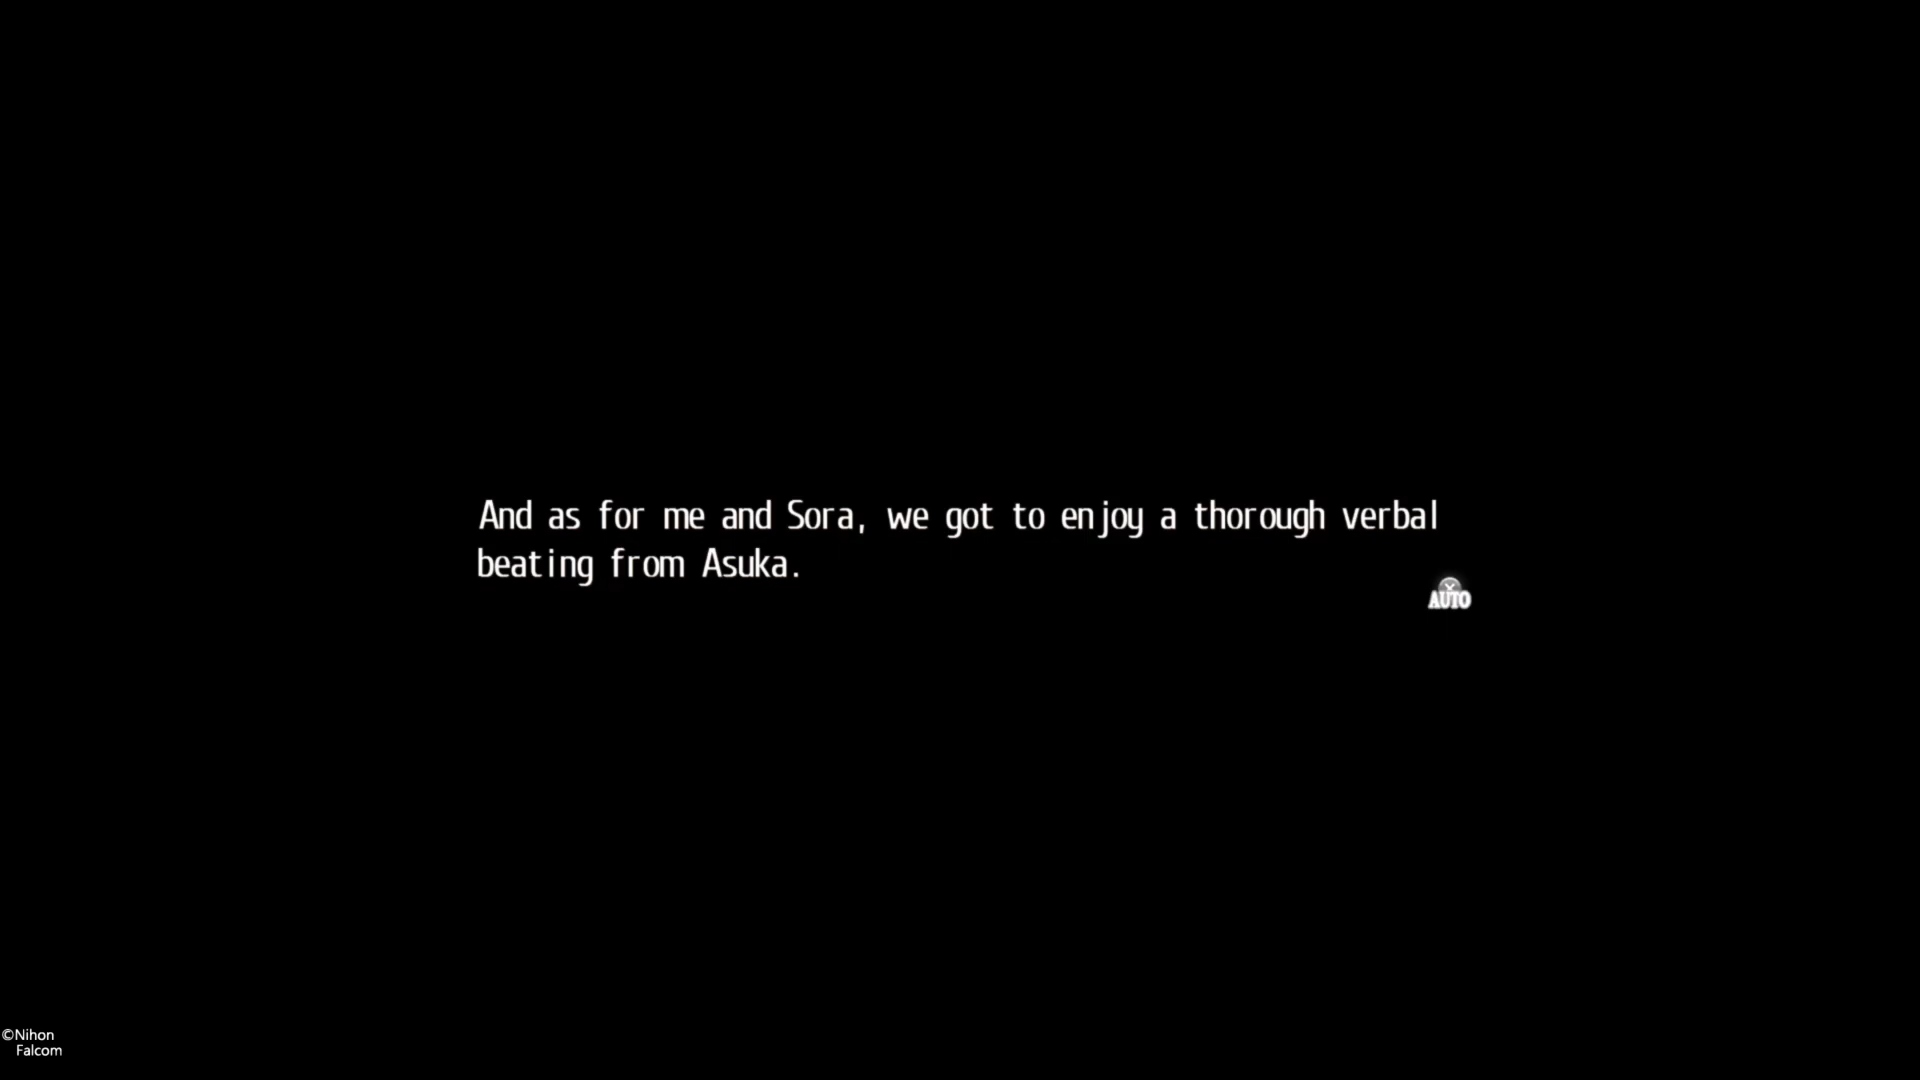 And as for me and Sora, we got to enjoy a thorough verbal
beating from Asuka.
AUTO
©Nihon
Falcom